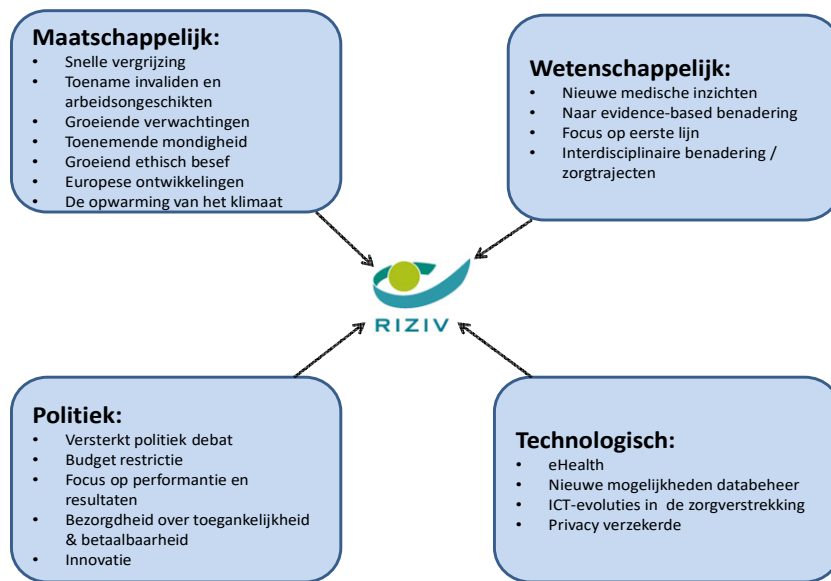 Maatschappelijk:
• Snelle vergrijzing
• Toename invaliden en
arbeidsongeschikten
• Groeiende verwachtingen
• Toenemende mondigheid
• Groeiend ethisch besef
• Europese ontwikkelingen
• De opwarming van het klimaat
Wetenschappelijk:
• Nieuwe medische inzichten
• Naar evidence-based benadering
• Focus op eerste lijn
• Interdisciplinaire benadering /
zorgtrajecten
RIZIV
Politiek:
• Versterkt politiek debat
• Budget restrictie
• Focus op performantie en
resultaten
• Bezorgdheid over toegankelijkheid
& betaalbaarheid
• Innovatie
Technologisch:
• eHealth
• Nieuwe mogelijkheden databeheer
• ICT-evoluties in de zorgverstrekking
• Privacy verzekerde